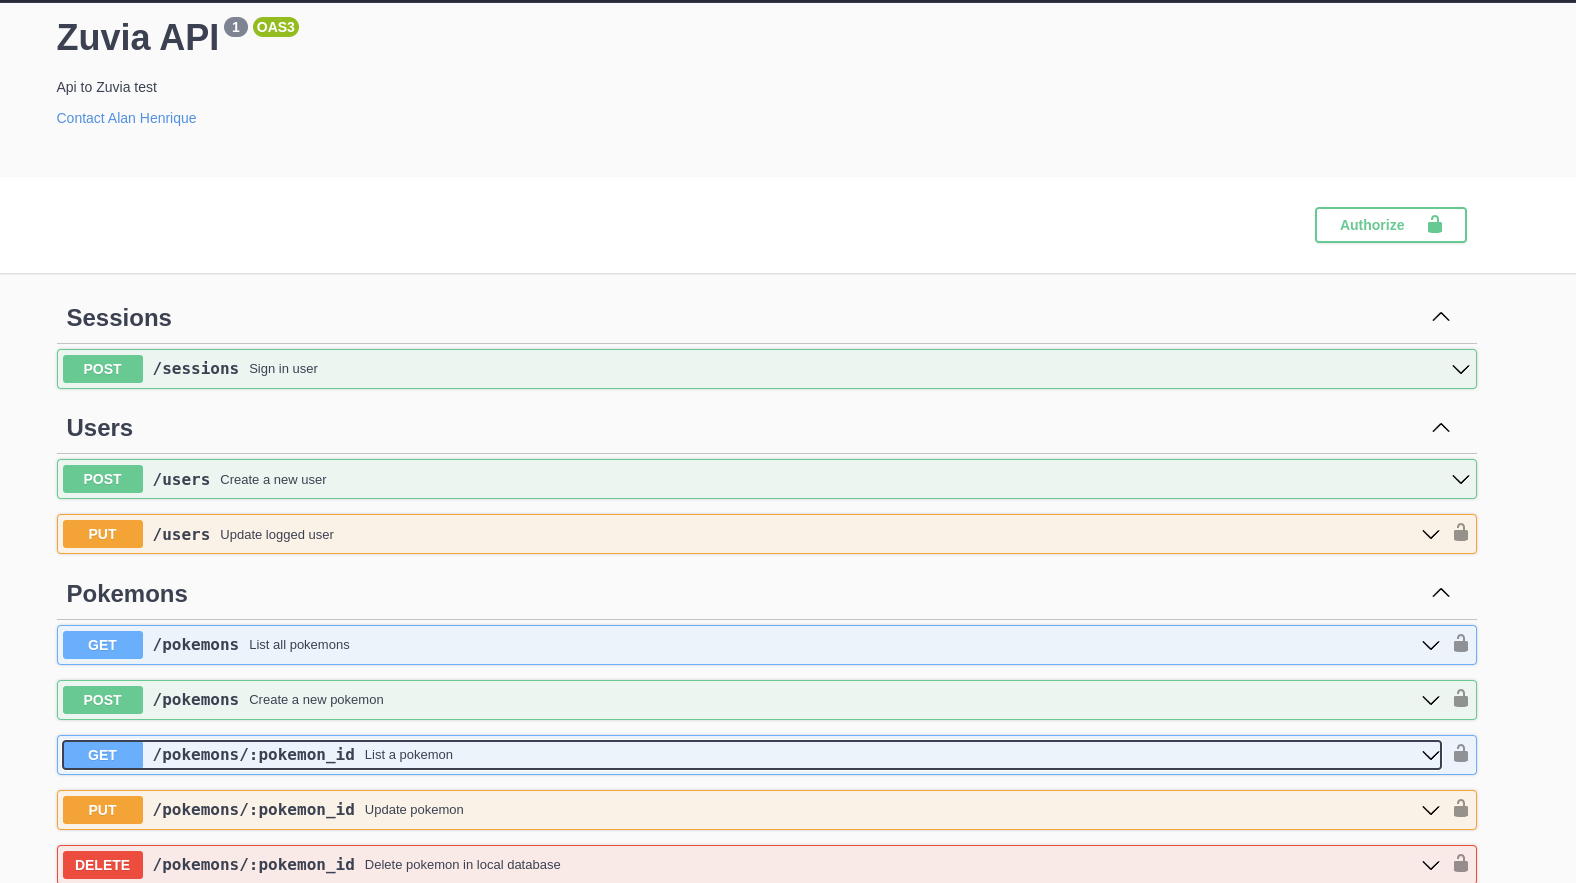 Zuvia API 1 OAS3
Api to Zuvia test
Contact Alan Henrique
Authorize
Sessions
POST /sessions Sign in user
Users
POST /users Create a new user
PUT /users Update logged user
Pokemons
GET /pokemons List all pokemons
POST /pokemons Create a new pokemon
GET /pokemons/:pokemon_id List a pokemon
PUT /pokemons/:pokemon_id Update pokemon
DELETE /pokemons/:pokemon_id Delete pokemon in local database